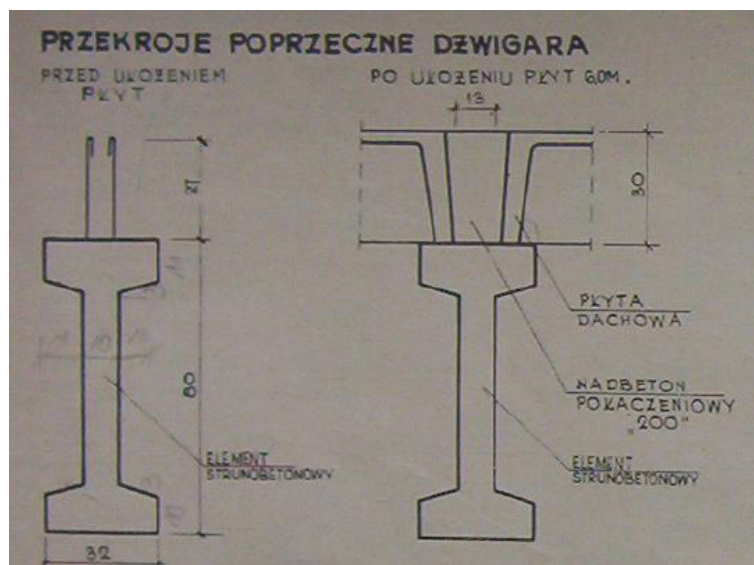 PRZEKROJE POPRZECZNE DŹWIGARA
PRZED UŁOŻENIEM
PŁYT
PO UŁOŻENIU PŁYT 6,0M.
13
27
30
80
32
PŁYTA
DACHOWA
NADBETON
POŁĄCZENIOWY
„200"
ELEMENT
STRUNOBETONOWY
ELEMENT
STRUNOBETONOWY